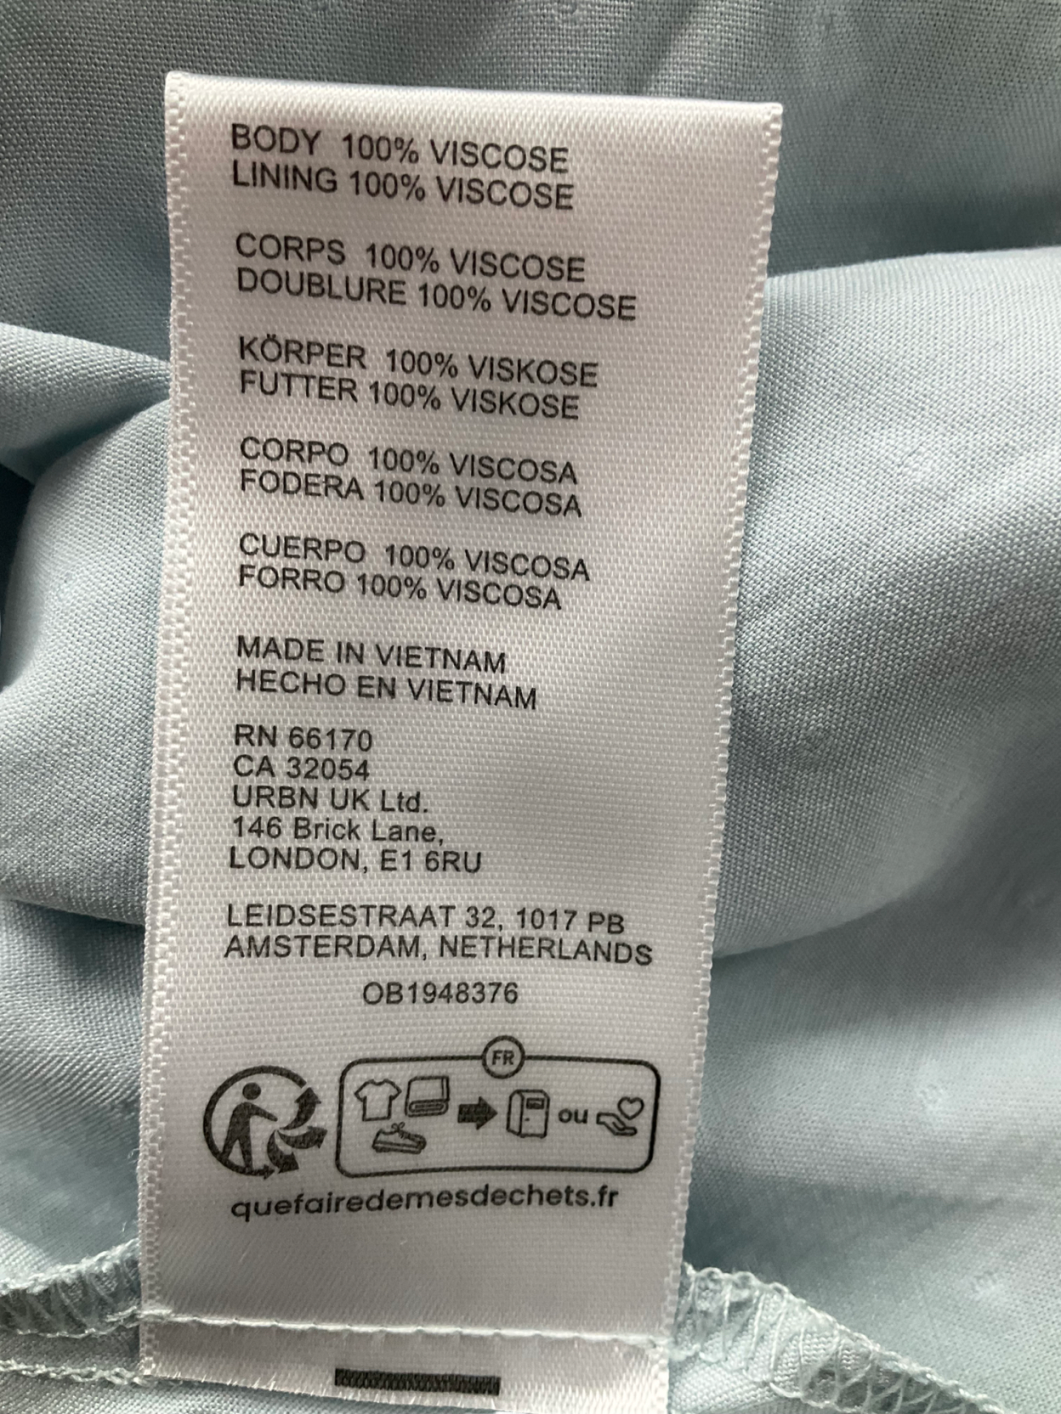 BODY 100% VISCOSE
LINING 100% VISCOSE
CORPS 100% VISCOSE
DOUBLURE 100% VISCOSE
KÖRPER 100% VISKOSE
FUTTER 100% VISKOSE
CORPO 100% VISCOSA
FODERA 100% VISCOSA
CUERPO 100% VISCOSA
FORRO 100% VISCOSA
MADE IN VIETNAM
HECHO EN VIETNAM
RN 66170
CA 32054
URBN UK Ltd.
146 Brick Lane,
LONDON, E1 6RU
LEIDSESTRAAT 32, 1017 PB
AMSTERDAM, NETHERLANDS
OB1948376
FR
ou
quefairedemesdechets.fr